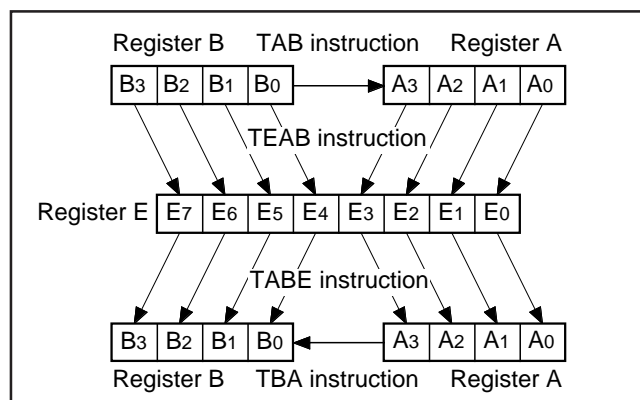 Register B TAB instruction Register A
B3 B2 B1 B0 A3 A2 A1 A0
TEAB instruction
Register E E7 E6 E5 E4 E3 E2 E1 E0
TABE instruction
B3 B2 B1 B0 A3 A2 A1 A0
Register B TBA instruction Register A